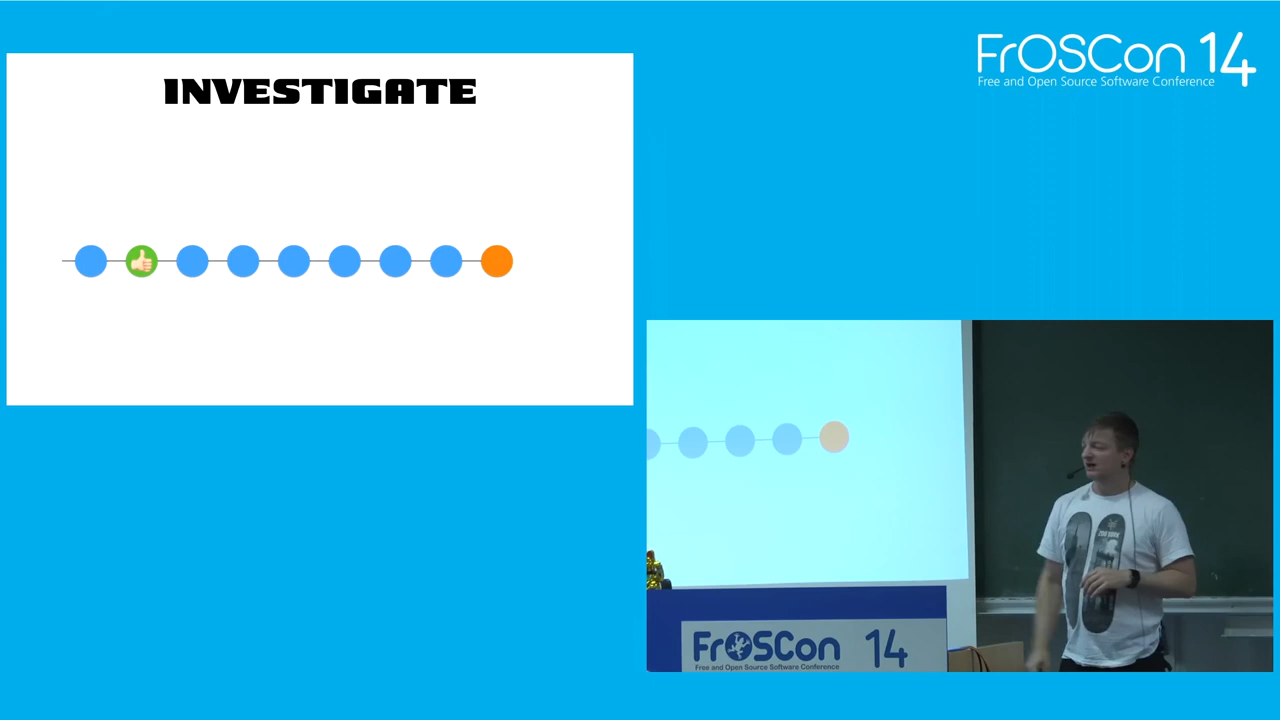 INVESTIGATE
FrOSCon 14
Free and Open Source Software Conference
FrOSCon 14
Free and Open Source Software Conference